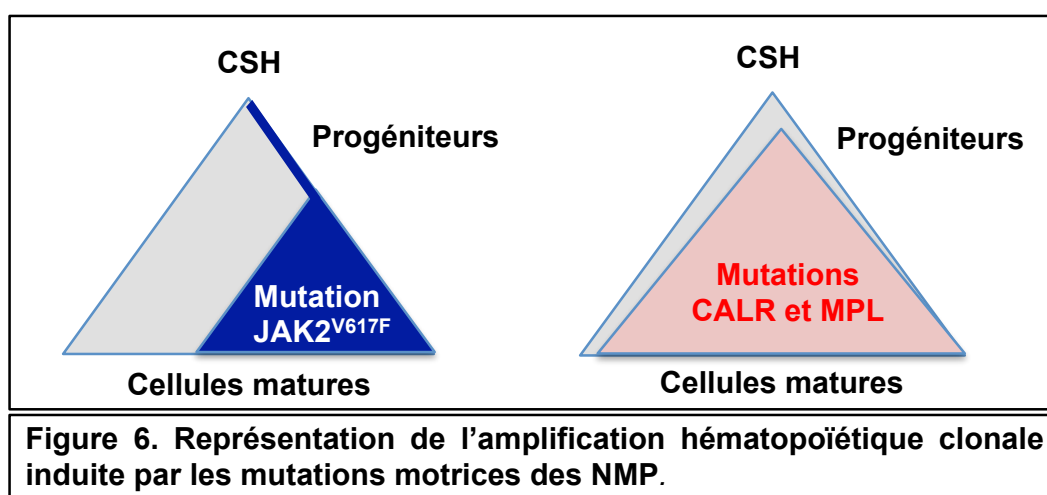 CSH
Progéniteurs
Mutation
JAK2V617F
Cellules matures
CSH
Progéniteurs
Mutations
CALR et MPL
Cellules matures
Figure 6. Représentation de l'amplification hématopoïétique clonale
induite par les mutations motrices des NMP.